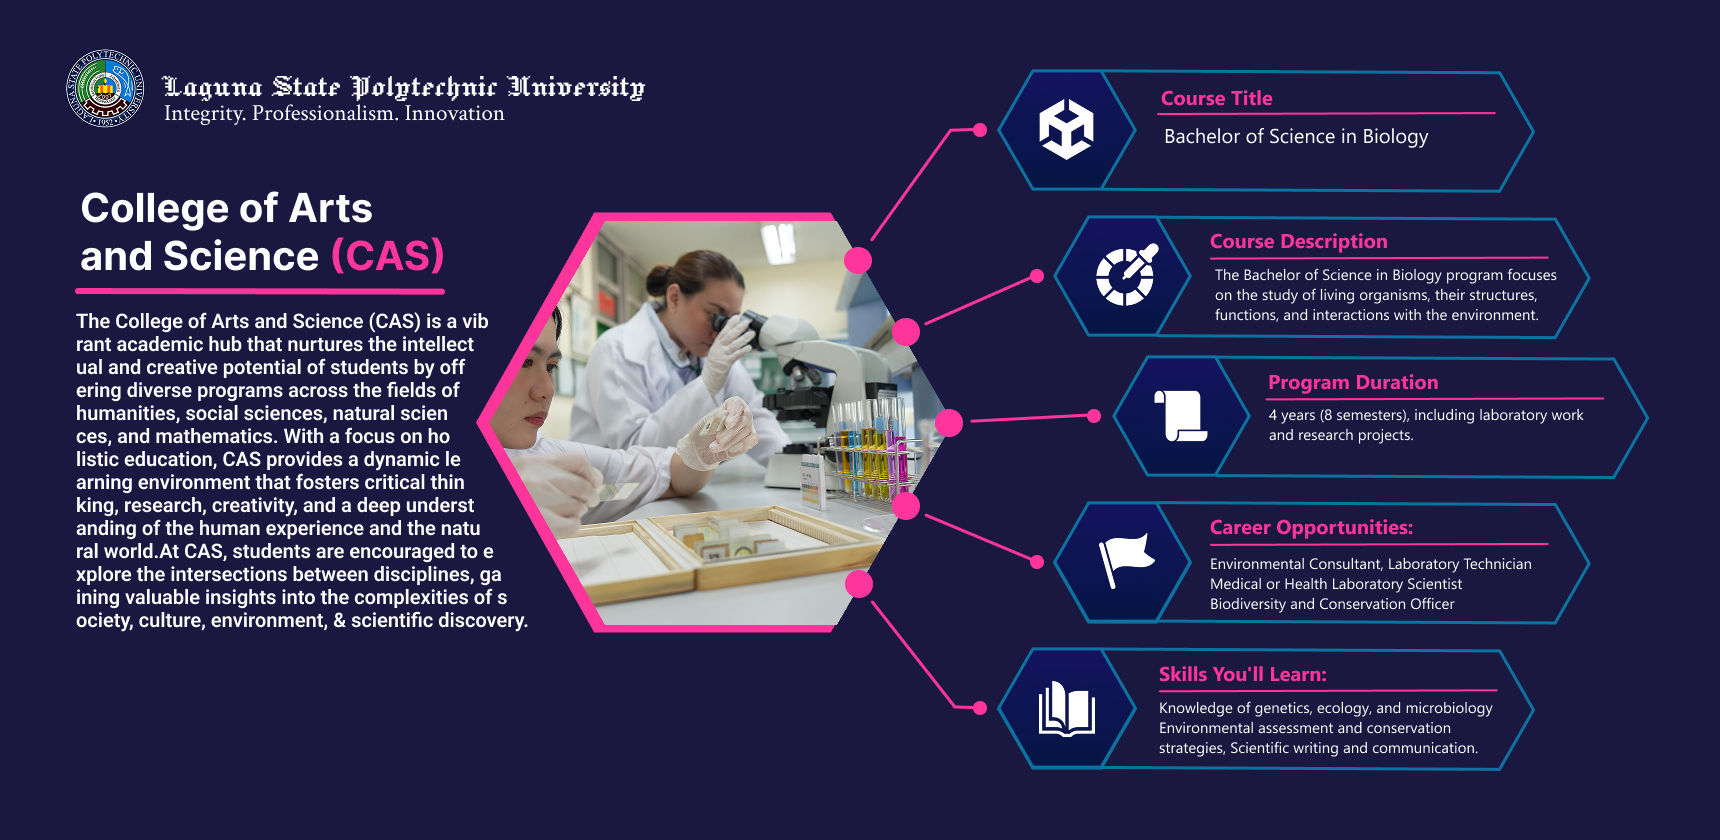 LAGUNA STATE POLYTECHNIC UNIVERSITY
1952
Laguna State Polytechnic University
Integrity. Professionalism. Innovation
College of Arts
and Science (CAS)
The College of Arts and Science (CAS) is a vib
rant academic hub that nurtures the intellect
ual and creative potential of students by off
ering diverse programs across the fields of
humanities, social sciences, natural scien
ces, and mathematics. With a focus on ho
listic education, CAS provides a dynamic le
arning environment that fosters critical thin
king, research, creativity, and a deep underst
anding of the human experience and the natu
ral world.At CAS, students are encouraged to e
xplore the intersections between disciplines, ga
ining valuable insights into the complexities of s
ociety, culture, environment, & scientific discovery.
Course Title
Bachelor of Science in Biology
Course Description
The Bachelor of Science in Biology program focuses
on the study of living organisms, their structures,
functions, and interactions with the environment.
Program Duration
4 years (8 semesters), including laboratory work
and research projects.
Career Opportunities:
Environmental Consultant, Laboratory Technician
Medical or Health Laboratory Scientist
Biodiversity and Conservation Officer
Skills You'll Learn:
Knowledge of genetics, ecology, and microbiology
Environmental assessment and conservation
strategies, Scientific writing and communication.